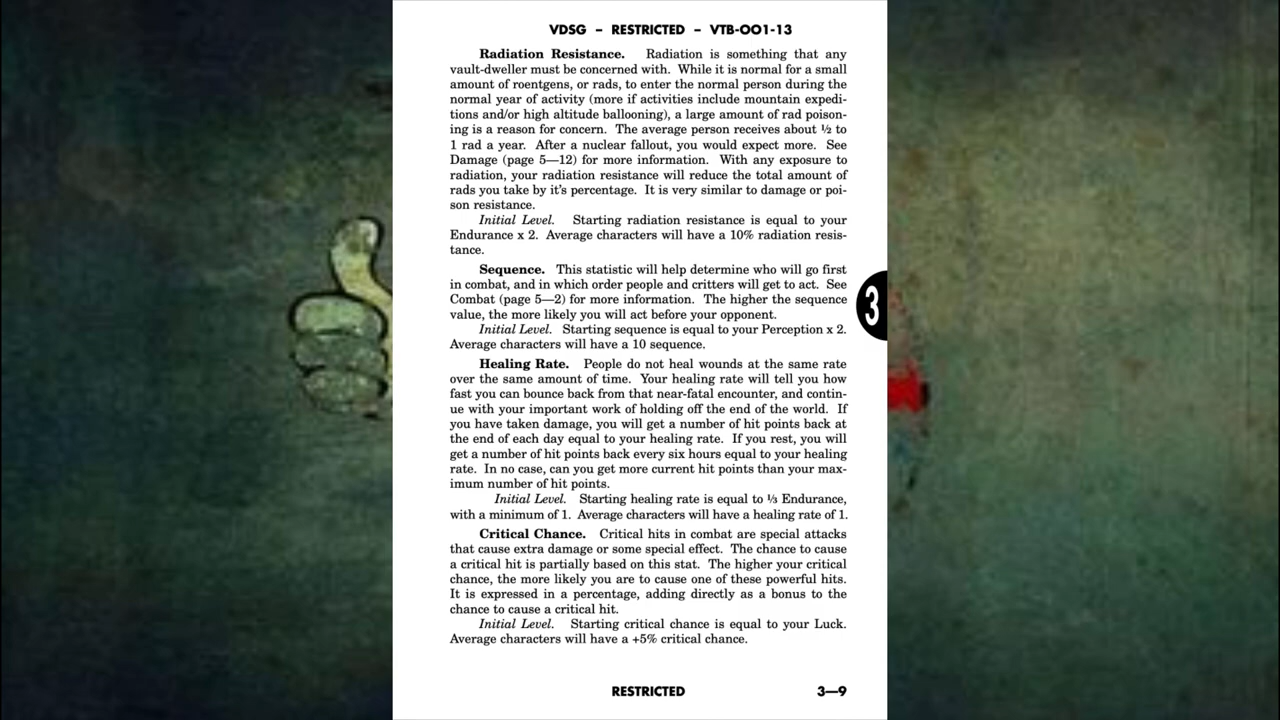 VDSG – RESTRICTED – VTB-OO1-13
Radiation Resistance. Radiation is something that any
vault-dweller must be concerned with. While it is normal for a small
amount of roentgens, or rads, to enter the normal person during the
normal year of activity (more if activities include mountain expedi-
tions and/or high altitude ballooning), a large amount of rad poison-
ing is a reason for concern. The average person receives about ½ to
1 rad a year. After a nuclear fallout, you would expect more. See
Damage (page 5—12) for more information. With any exposure to
radiation, your radiation resistance will reduce the total amount of
rads you take by it's percentage. It is very similar to damage or poi-
son resistance.
Initial Level. Starting radiation resistance is equal to your
Endurance x 2. Average characters will have a 10% radiation resis-
tance.
Sequence. This statistic will help determine who will go first
in combat, and in which order people and critters will get to act. See
Combat (page 5—2) for more information. The higher the sequence
value, the more likely you will act before your opponent.
3
Initial Level. Starting sequence is equal to your Perception x 2.
Average characters will have a 10 sequence.
Healing Rate. People do not heal wounds at the same rate
over the same amount of time. Your healing rate will tell you how
fast you can bounce back from that near-fatal encounter, and contin-
ue with your important work of holding off the end of the world. If
you have taken damage, you will get a number of hit points back at
the end of each day equal to your healing rate. If you rest, you will
get a number of hit points back every six hours equal to your healing
rate. In no case, can you get more current hit points than your max-
imum number of hit points.
Initial Level. Starting healing rate is equal to ⅓ Endurance,
with a minimum of 1. Average characters will have a healing rate of 1.
Critical Chance. Critical hits in combat are special attacks
that cause extra damage or some special effect. The chance to cause
a critical hit is partially based on this stat. The higher your critical
chance, the more likely you are to cause one of these powerful hits.
It is expressed in a percentage, adding directly as a bonus to the
chance to cause a critical hit.
Initial Level. Starting critical chance is equal to your Luck.
Average characters will have a +5% critical chance.
RESTRICTED 3—9